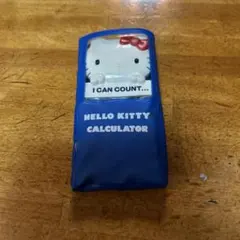 I CAN COUNT...
HELLO KITTY
CALCULATOR